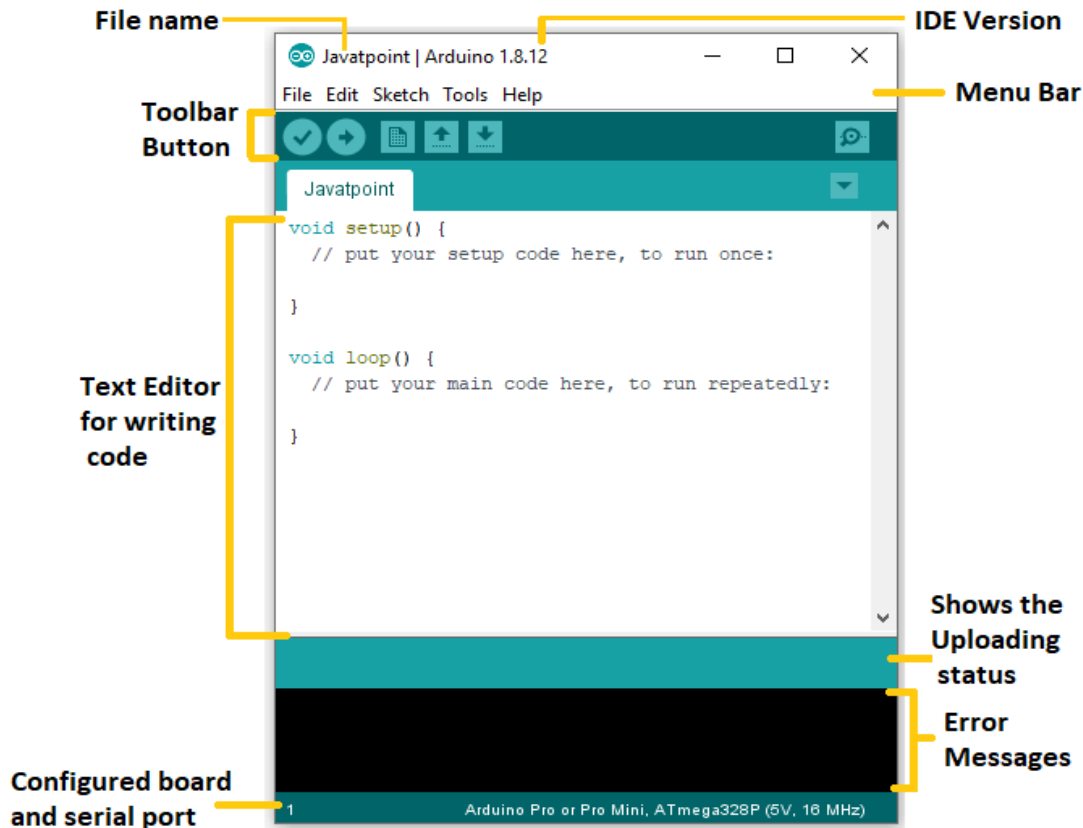 File name
IDE Version
Javatpoint | Arduino 1.8.12
File Edit Sketch Tools Help
Menu Bar
Toolbar
Button
Javatpoint
void setup() {
// put your setup code here, to run once:
}
void loop() {
// put your main code here, to run repeatedly:
}
Text Editor
for writing
code
Shows the
Uploading
status
Error
Messages
Configured board
and serial port
1
Arduino Pro or Pro Mini, ATmega328P (5V, 16 MHz)